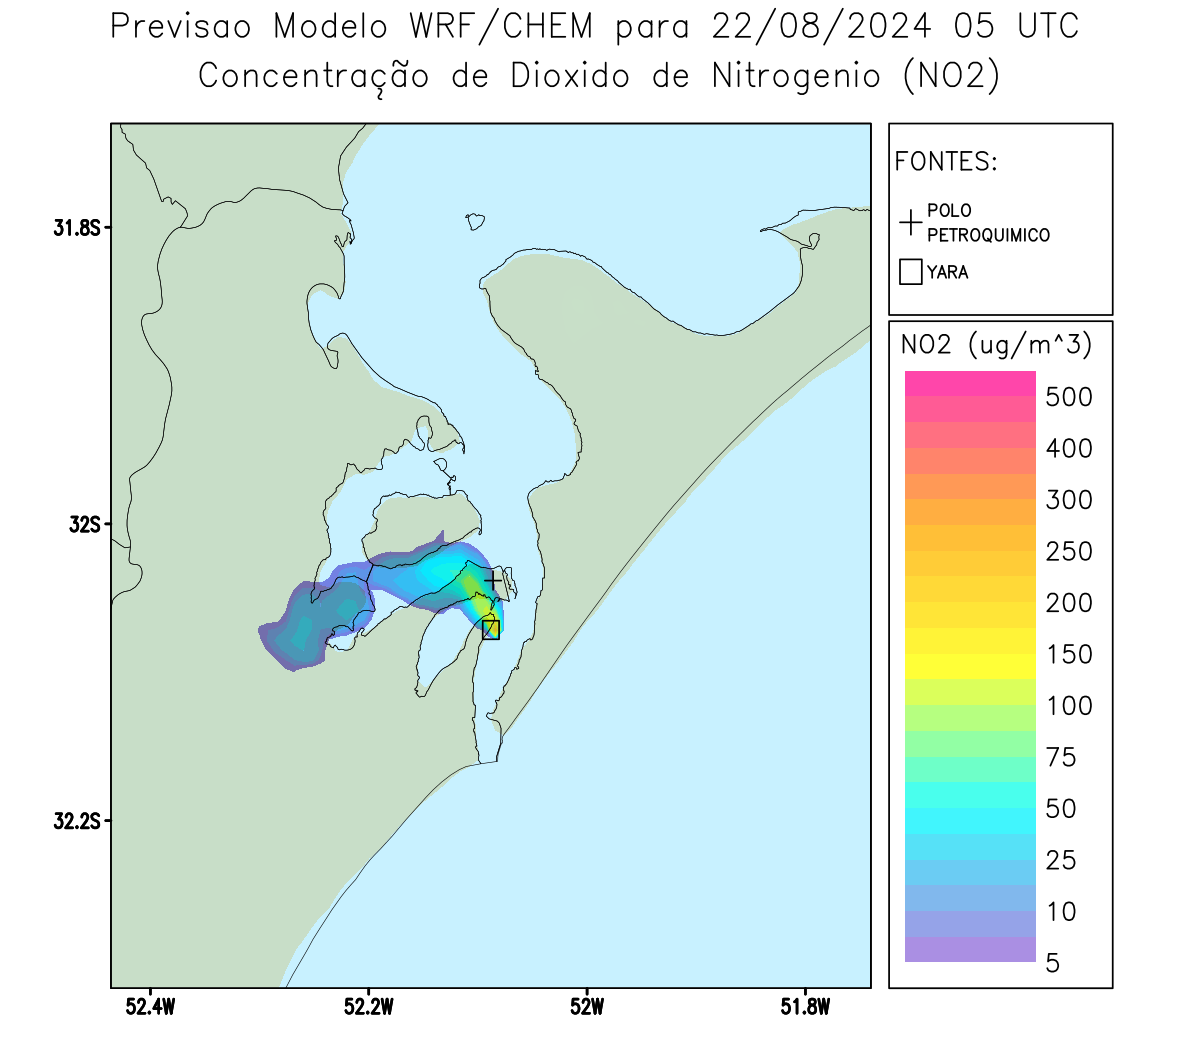 Previsao Modelo WRF/CHEM para 22/08/2024 05 UTC
Concentração de Dioxido de Nitrogenio (NO2)
FONTES:
POLO
PETROQUIMICO
YARA
NO2 (ug/m^3)
500
400
300
250
200
150
100
75
50
25
10
5
31.8S
32S
32.2S
52.4W
52.2W
52W
51.8W